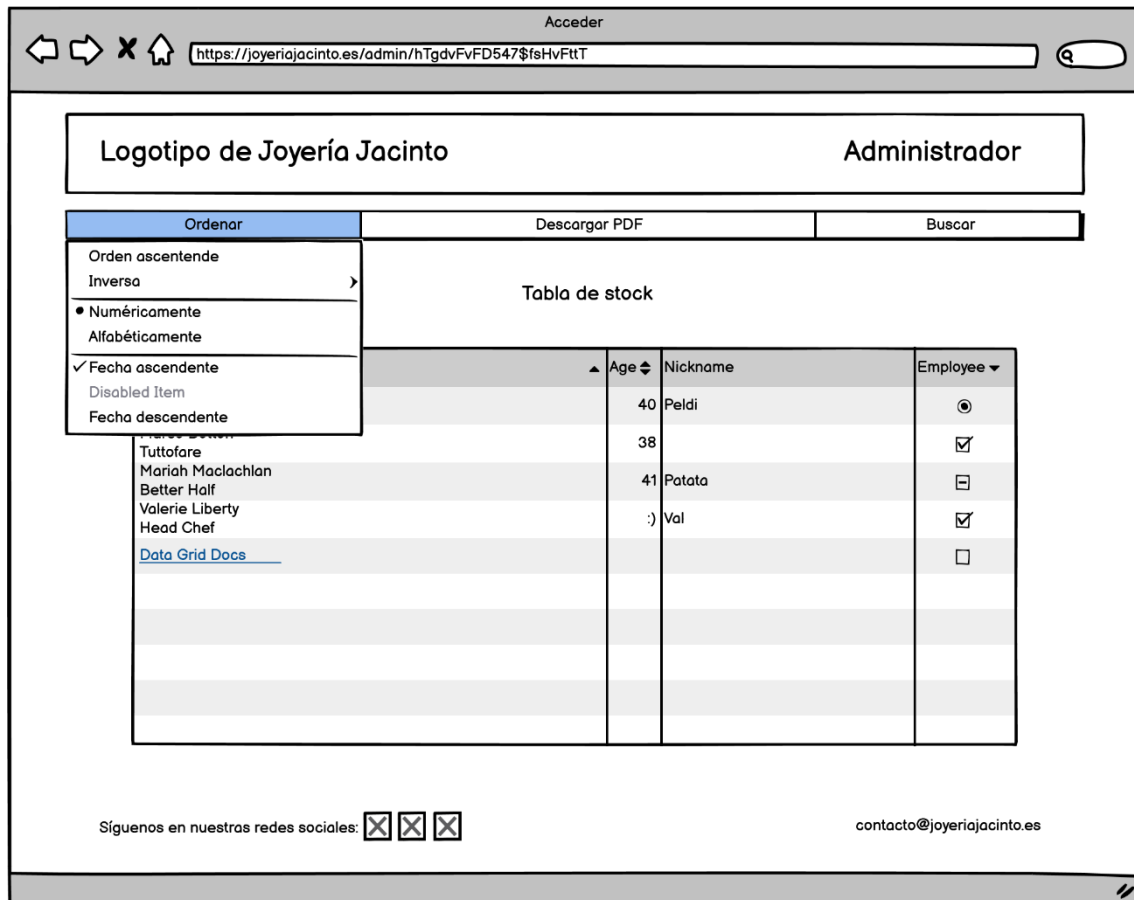 Acceder
https://joyeriajacinto.es/admin/hTgdvFvFD547$fsHvFttT
Logotipo de Joyería Jacinto Administrador
Ordenar Descargar PDF Buscar
Orden ascentende
Inversa
Numéricamente
Alfabéticamente
Fecha ascendente
Disabled Item
Fecha descendente
Tabla de stock
Age Nickname Employee
40 Peldi
38
Tuttofare
Mariah Maclachlan
Better Half
41 Patata
Valerie Liberty
Head Chef
:) Val
Data Grid Docs
Síguenos en nuestras redes sociales:
contacto@joyeriajacinto.es